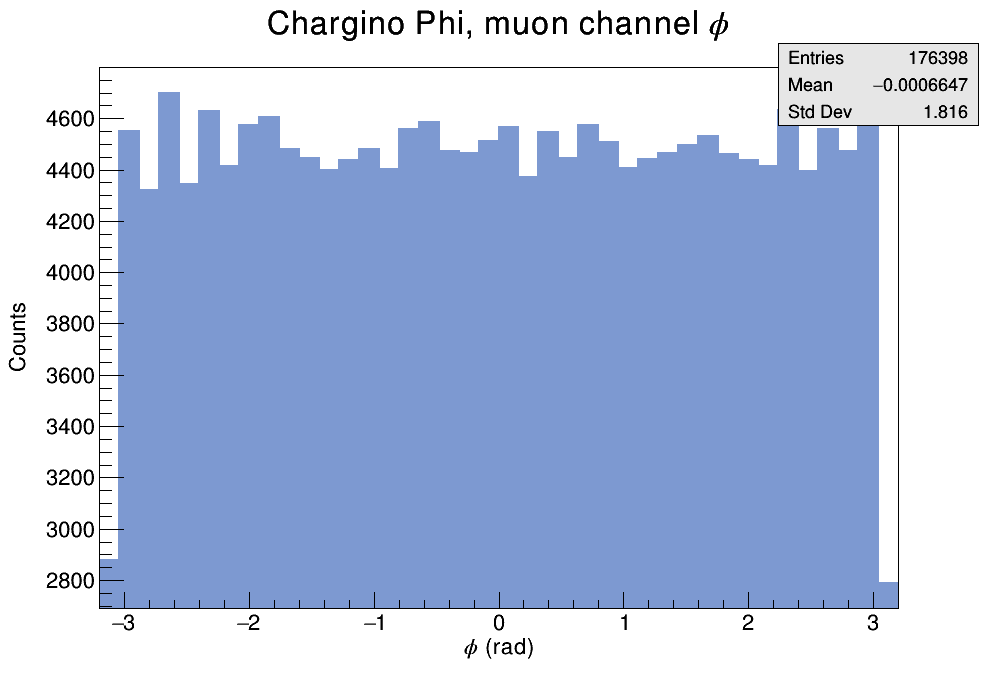 Chargino Phi, muon channel ϕ
Entries 176398
Mean −0.0006647
Std Dev 1.816
4600
4400
4200
4000
3800
3600
3400
3200
3000
2800
Counts
−3 −2 −1 0 1 2 3
ϕ (rad)